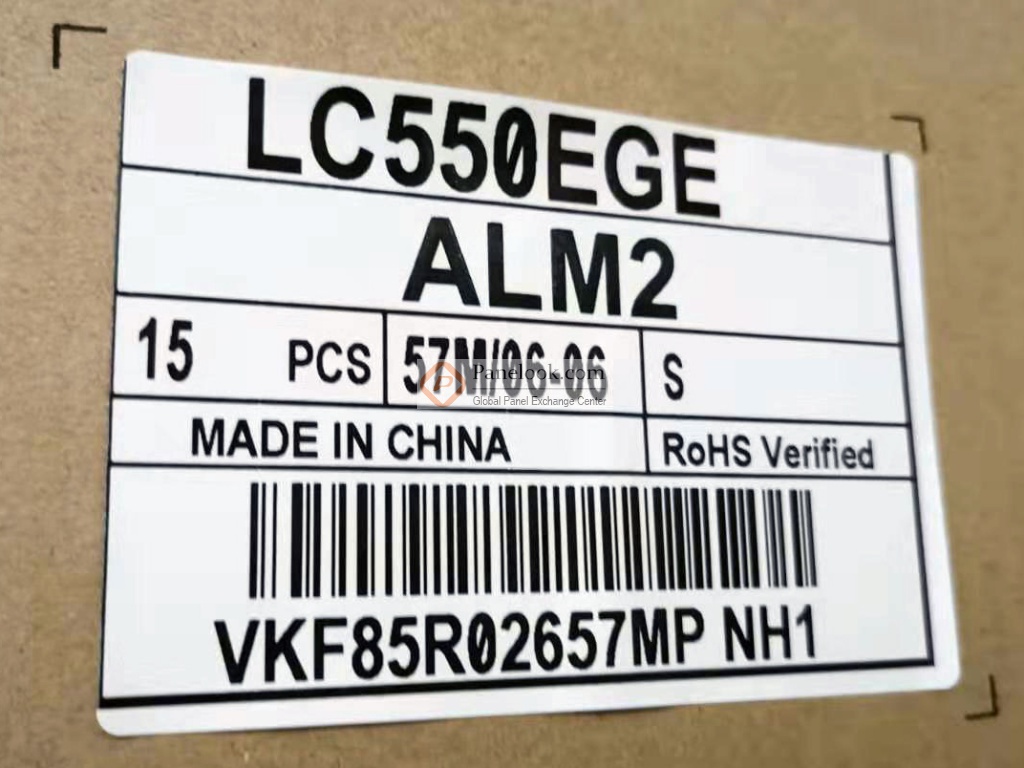 LC550EGE
ALM2
15 PCS 57M/06-06 S
Panelook.com
Global Panel Exchange Center
MADE IN CHINA RoHS Verified
VKF85R02657MP NH1